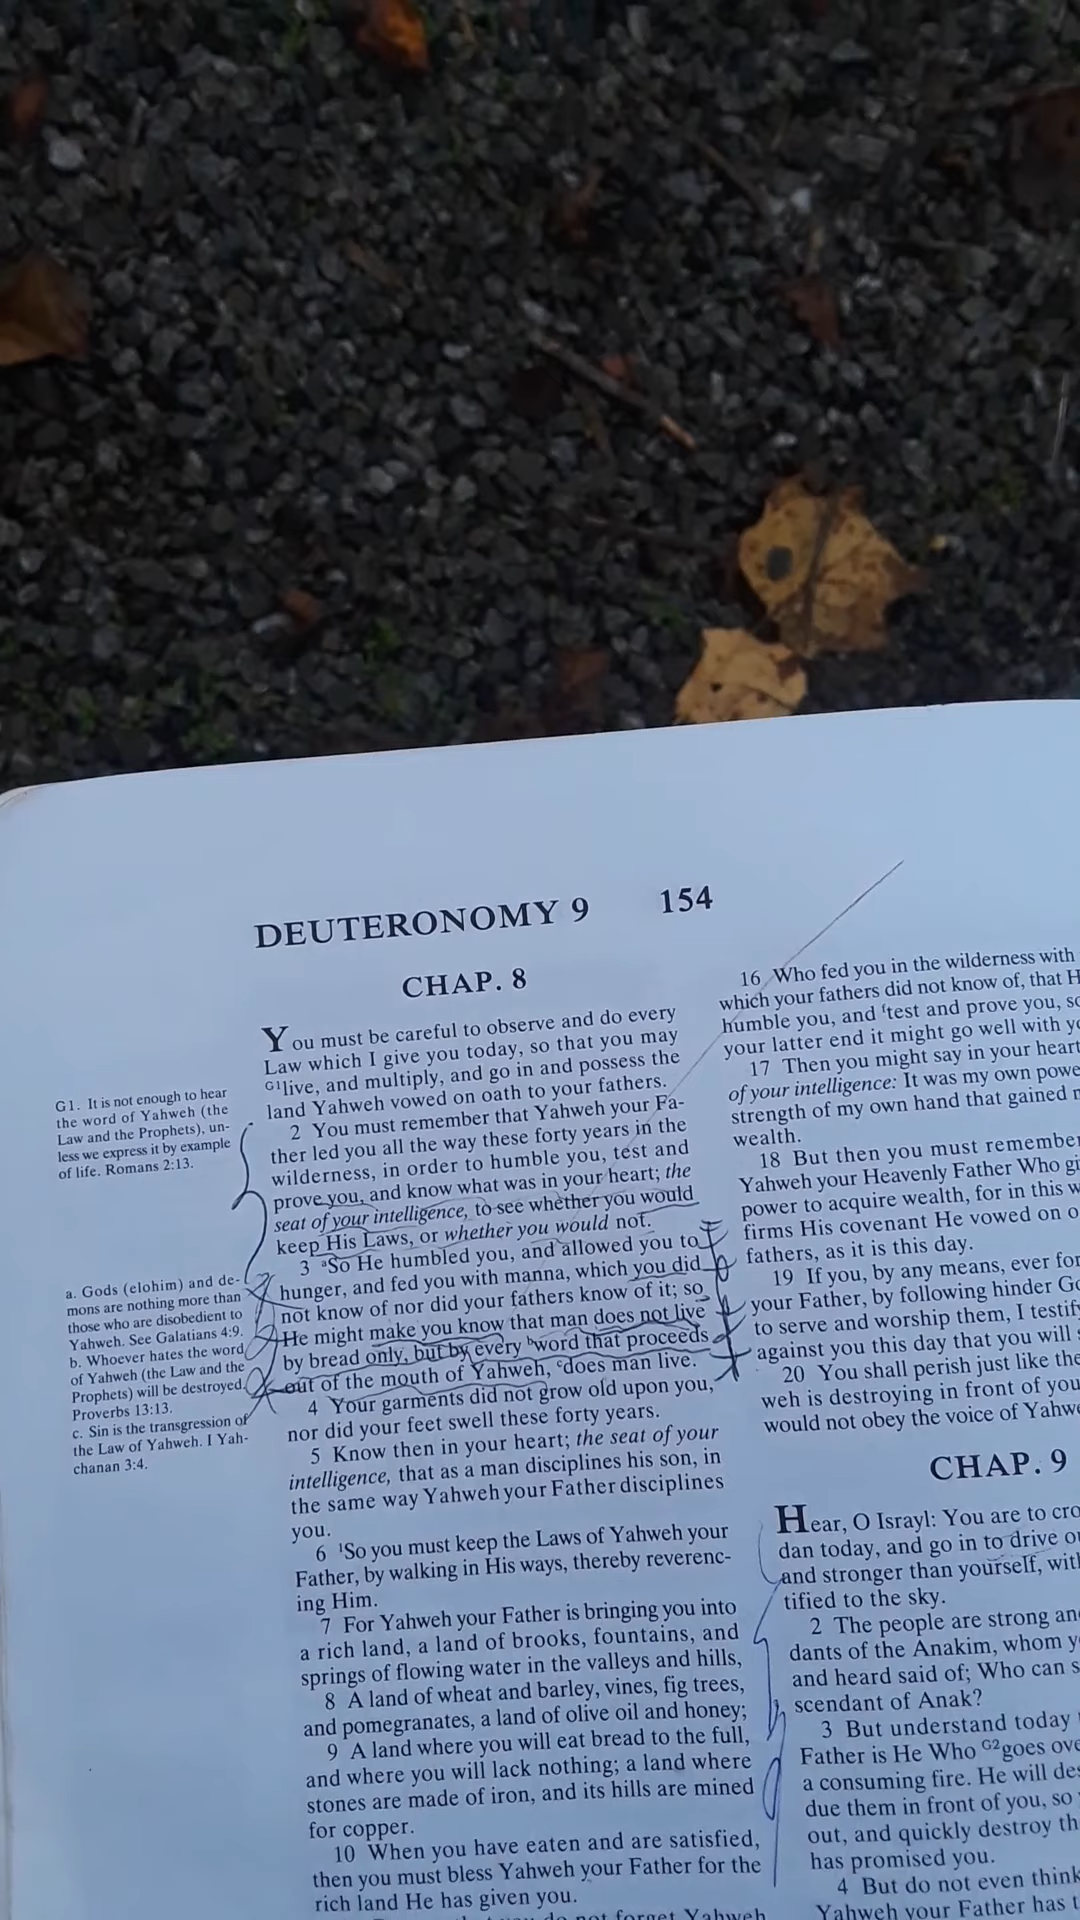 DEUTERONOMY 9 154
CHAP. 8
You must be careful to observe and do every
Law which I give you today, so that you may
G1live, and multiply, and go in and possess the
land Yahweh vowed on oath to your fathers.
2 You must remember that Yahweh your Fa-
ther led you all the way these forty years in the
wilderness, in order to humble you, test and
prove you, and know what was in your heart; the
seat of your intelligence, to see whether you would
keep His Laws, or whether you would not.
3 aSo He humbled you, and allowed you to
hunger, and fed you with manna, which you did
not know of nor did your fathers know of it; so
He might make you know that man does not live
by bread only, but by every bword that proceeds
out of the mouth of Yahweh, cdoes man live.
4 Your garments did not grow old upon you,
nor did your feet swell these forty years.
5 Know then in your heart; the seat of your
intelligence, that as a man disciplines his son, in
the same way Yahweh your Father disciplines
you.
6 1So you must keep the Laws of Yahweh your
Father, by walking in His ways, thereby reverenc-
ing Him.
7 For Yahweh your Father is bringing you into
a rich land, a land of brooks, fountains, and
springs of flowing water in the valleys and hills,
8 A land of wheat and barley, vines, fig trees,
and pomegranates, a land of olive oil and honey;
9 A land where you will eat bread to the full,
and where you will lack nothing; a land where
stones are made of iron, and its hills are mined
for copper.
10 When you have eaten and are satisfied,
then you must bless Yahweh your Father for the
rich land He has given you.
not forget Yahweh
G1. It is not enough to hear
the word of Yahweh (the
Law and the Prophets), un-
less we express it by example
of life. Romans 2:13.
a. Gods (elohim) and de-
mons are nothing more than
those who are disobedient to
Yahweh. See Galatians 4:9.
b. Whoever hates the word
of Yahweh (the Law and the
Prophets) will be destroyed.
Proverbs 13:13.
c. Sin is the transgression of
the Law of Yahweh. I Yah-
chanan 3:4.
16 Who fed you in the wilderness with
which your fathers did not know of, that H
humble you, and ftest and prove you, so
your latter end it might go well with yo
17 Then you might say in your heart
of your intelligence: It was my own powe
strength of my own hand that gained m
wealth.
18 But then you must remember
Yahweh your Heavenly Father Who gi
power to acquire wealth, for in this w
firms His covenant He vowed on o
fathers, as it is this day.
19 If you, by any means, ever for
your Father, by following hinder Go
to serve and worship them, I testify
against you this day that you will
20 You shall perish just like the
weh is destroying in front of you
would not obey the voice of Yahwe
CHAP. 9
Hear, O Israyl: You are to cro
dan today, and go in to drive o
and stronger than yourself, wit
tified to the sky.
2 The people are strong an
dants of the Anakim, whom y
and heard said of; Who can s
scendant of Anak?
3 But understand today
Father is He Who G2goes ove
a consuming fire. He will des
due them in front of you, so
out, and quickly destroy th
has promised you.
4 But do not even think
Yahweh your Father has t